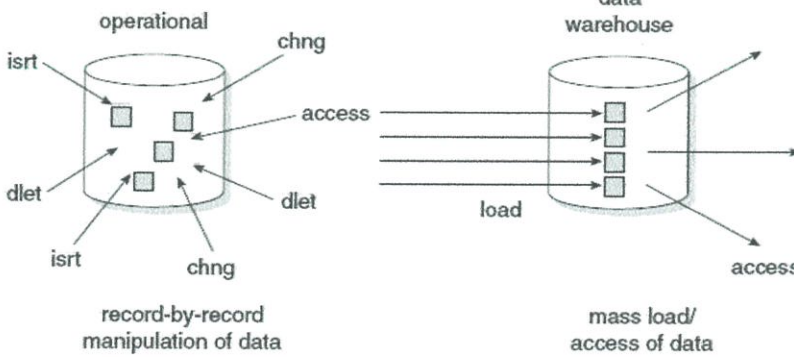 operational
isrt
chng
access
dlet
dlet
isrt
chng
record-by-record
manipulation of data
data
warehouse
load
access
mass load/
access of data